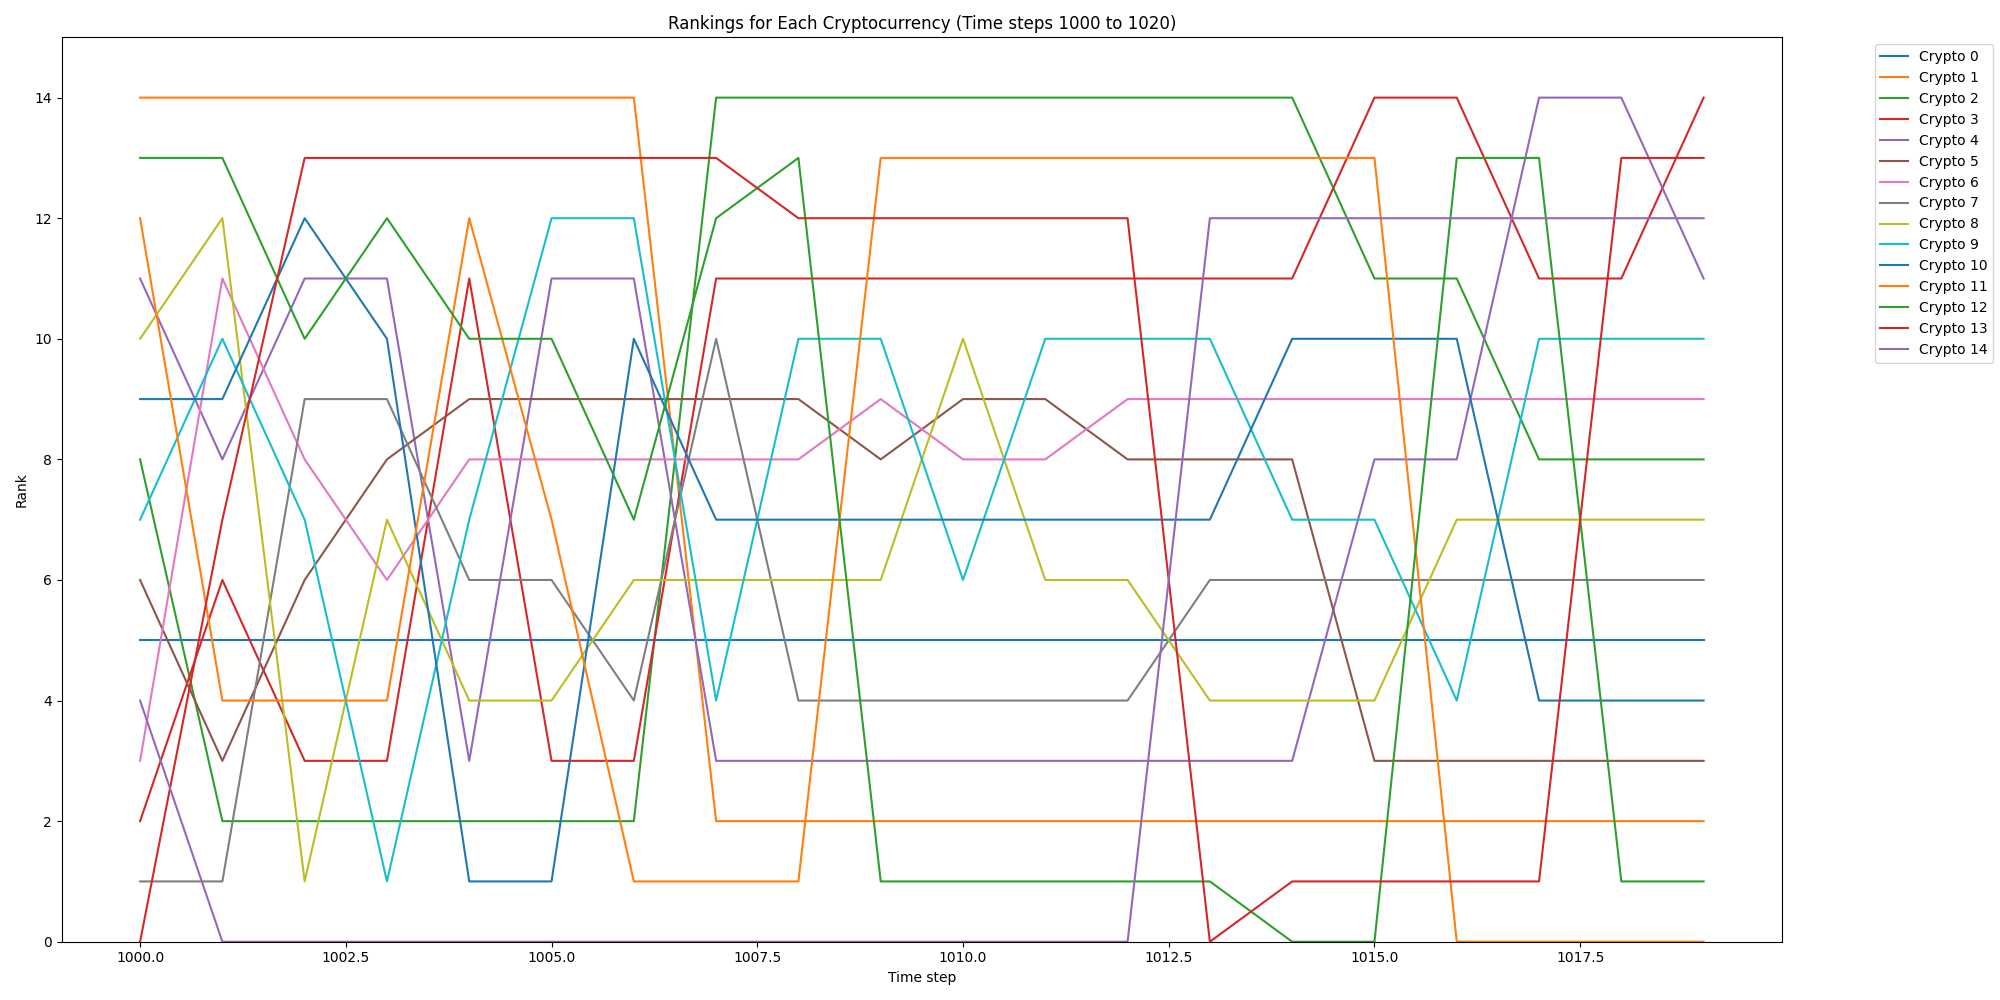 Rankings for Each Cryptocurrency (Time steps 1000 to 1020)
Rank
14
12
10
8
6
4
2
0
1000.0 1002.5 1005.0 1007.5 1010.0 1012.5 1015.0 1017.5
Time step
Crypto 0
Crypto 1
Crypto 2
Crypto 3
Crypto 4
Crypto 5
Crypto 6
Crypto 7
Crypto 8
Crypto 9
Crypto 10
Crypto 11
Crypto 12
Crypto 13
Crypto 14